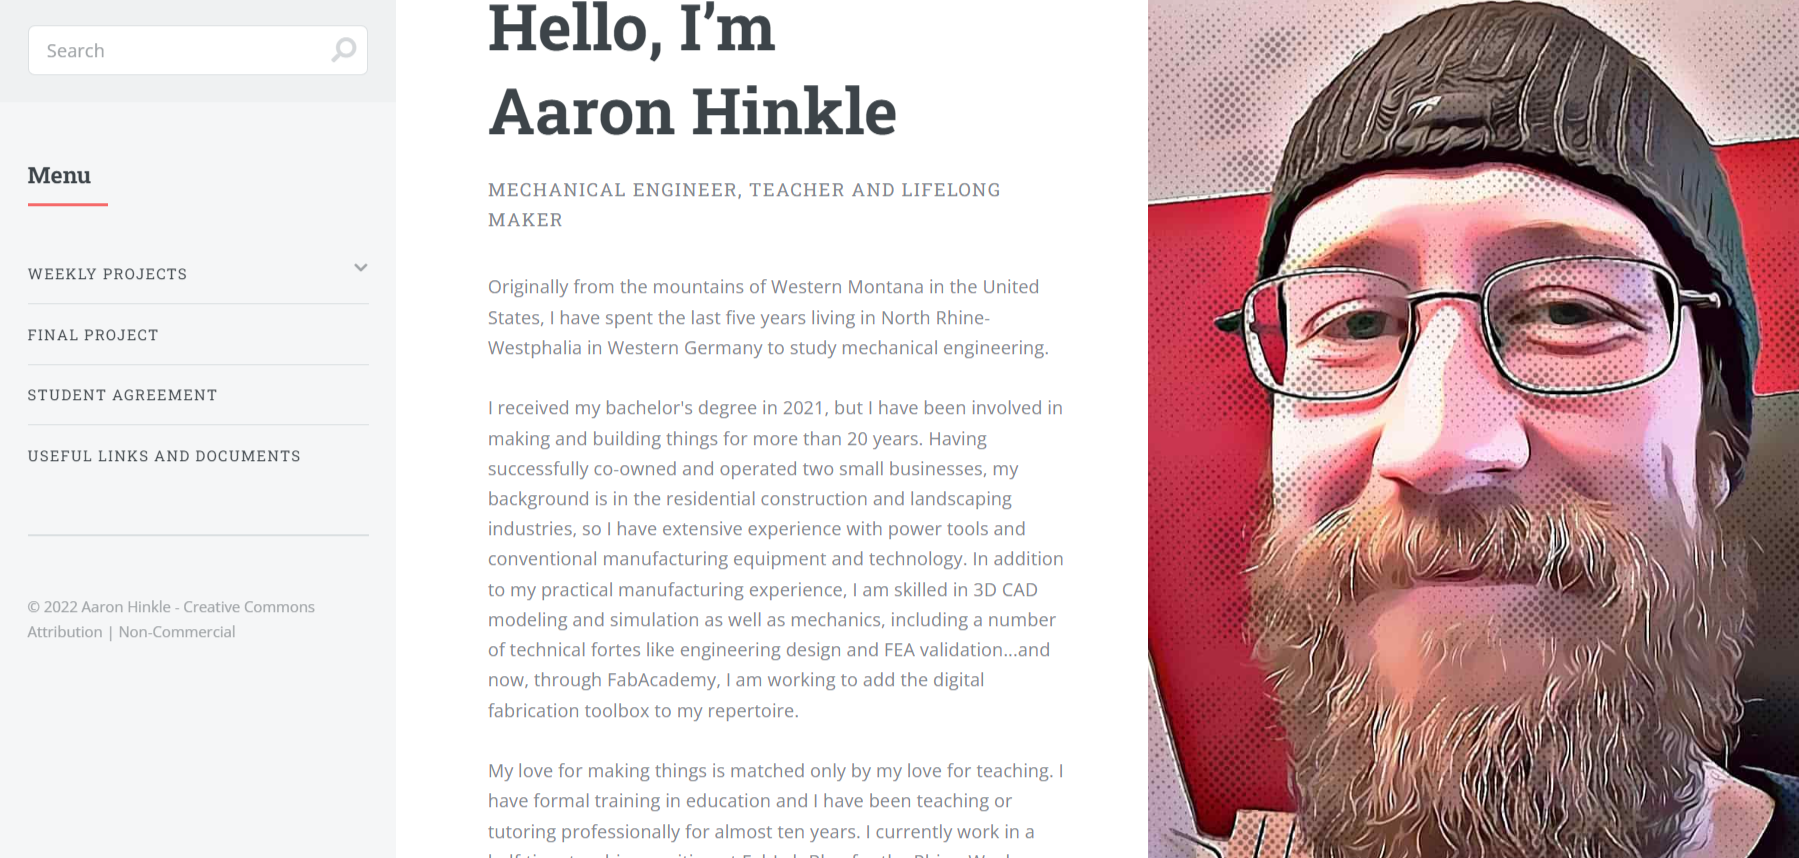 Search
Menu
WEEKLY PROJECTS
FINAL PROJECT
STUDENT AGREEMENT
USEFUL LINKS AND DOCUMENTS
© 2022 Aaron Hinkle - Creative Commons
Attribution | Non-Commercial
Hello, I’m
Aaron Hinkle
MECHANICAL ENGINEER, TEACHER AND LIFELONG
MAKER
Originally from the mountains of Western Montana in the United
States, I have spent the last five years living in North Rhine-
Westphalia in Western Germany to study mechanical engineering.
I received my bachelor's degree in 2021, but I have been involved in
making and building things for more than 20 years. Having
successfully co-owned and operated two small businesses, my
background is in the residential construction and landscaping
industries, so I have extensive experience with power tools and
conventional manufacturing equipment and technology. In addition
to my practical manufacturing experience, I am skilled in 3D CAD
modeling and simulation as well as mechanics, including a number
of technical fortes like engineering design and FEA validation...and
now, through FabAcademy, I am working to add the digital
fabrication toolbox to my repertoire.
My love for making things is matched only by my love for teaching. I
have formal training in education and I have been teaching or
tutoring professionally for almost ten years. I currently work in a